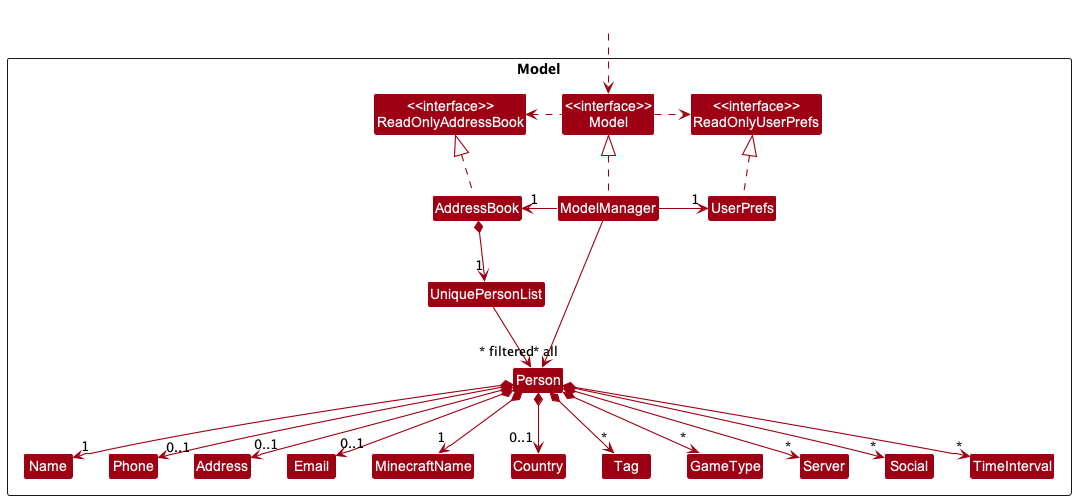 Model
<<interface>>
ReadOnlyAddressBook
<<interface>>
Model
<<interface>>
ReadOnlyUserPrefs
AddressBook
1
ModelManager
1
UserPrefs
1
UniquePersonList
* filtered
* all
Person
1
0..1
0..1
0..1
1
0..1
*
*
*
*
*
Name
Phone
Address
Email
MinecraftName
Country
Tag
GameType
Server
Social
TimeInterval